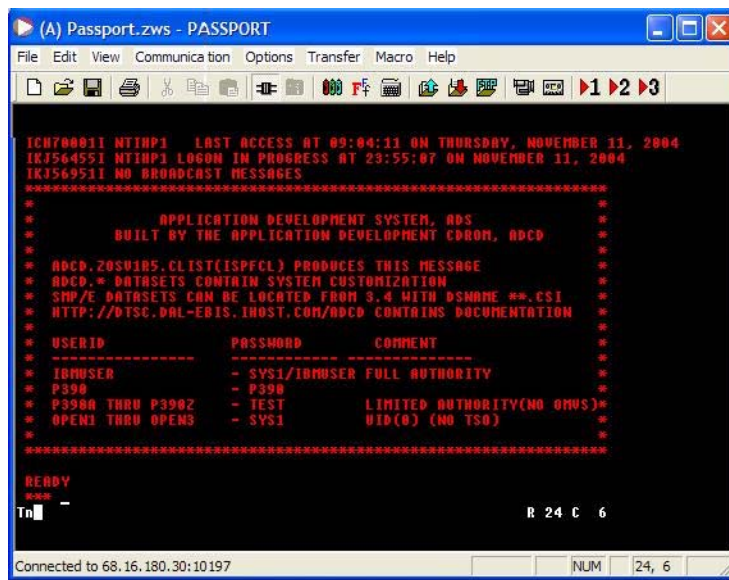 (A) Passport.zws - PASSPORT
File Edit View Communication Options Transfer Macro Help
1 2 3
ICH70001I NTIHP1 LAST ACCESS AT 09:04:11 ON THURSDAY, NOVEMBER 11, 2004
IKJ56455I NTIHP1 LOGON IN PROGRESS AT 23:55:07 ON NOVEMBER 11, 2004
IKJ56951I NO BROADCAST MESSAGES
*************************************************************************
* *
* APPLICATION DEVELOPMENT SYSTEM, ADS *
* BUILT BY THE APPLICATION DEVELOPMENT CDROM, ADCD *
* *
* ADCD.ZOSV1R5.CLIST(ISPFCL) PRODUCES THIS MESSAGE *
* ADCD.* DATASETS CONTAIN SYSTEM CUSTOMIZATION *
* SMP/E DATASETS CAN BE LOCATED FROM 3.4 WITH DSNAME **.CSI *
* HTTP://DTSC.DAL-EBIS.IHOST.COM/ADCD CONTAINS DOCUMENTATION *
* *
* USERID PASSWORD COMMENT *
* ---------------- ------------ -------------- *
* IBMUSER - SYS1/IBMUSER FULL AUTHORITY *
* P390 - P390 *
* P390A THRU P390Z - TEST LIMITED AUTHORITY(NO OMVS)*
* OPEN1 THRU OPEN3 - SYS1 UID(0) (NO TSO) *
* *
*************************************************************************
READY
*** _
Tn R 24 C 6
Connected to 68.16.180.30:10197 NUM 24, 6